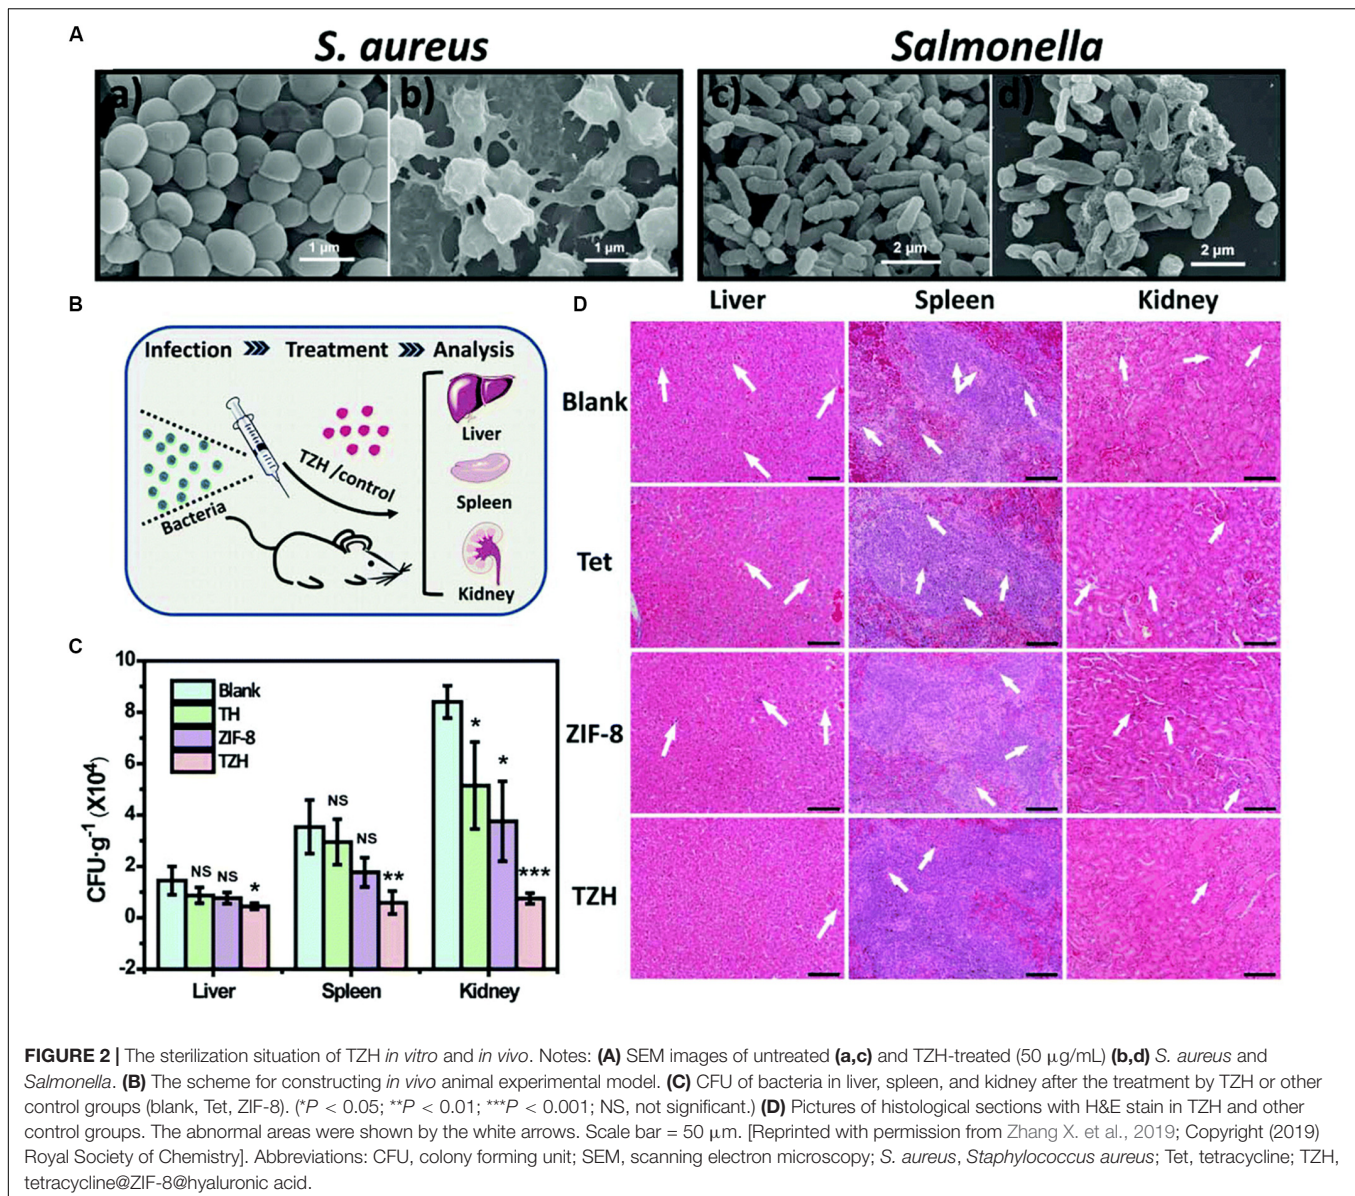 A
S. aureus
Salmonella
a)
b)
c)
d)
1 µm
1 µm
2 µm
2 µm
B
Infection >>> Treatment >>> Analysis
Liver
TZH /control
Spleen
Bacteria
Kidney
C
CFU·g⁻¹ (X10⁴)
10
8
6
4
2
0
-2
Blank
TH
ZIF-8
TZH
NS NS *
NS NS **
* * ***
Liver Spleen Kidney
D
Liver Spleen Kidney
Blank
Tet
ZIF-8
TZH
FIGURE 2 | The sterilization situation of TZH in vitro and in vivo. Notes: (A) SEM images of untreated (a,c) and TZH-treated (50 µg/mL) (b,d) S. aureus and
Salmonella. (B) The scheme for constructing in vivo animal experimental model. (C) CFU of bacteria in liver, spleen, and kidney after the treatment by TZH or other
control groups (blank, Tet, ZIF-8). (*P < 0.05; **P < 0.01; ***P < 0.001; NS, not significant.) (D) Pictures of histological sections with H&E stain in TZH and other
control groups. The abnormal areas were shown by the white arrows. Scale bar = 50 µm. [Reprinted with permission from Zhang X. et al., 2019; Copyright (2019)
Royal Society of Chemistry]. Abbreviations: CFU, colony forming unit; SEM, scanning electron microscopy; S. aureus, Staphylococcus aureus; Tet, tetracycline; TZH,
tetracycline@ZIF-8@hyaluronic acid.